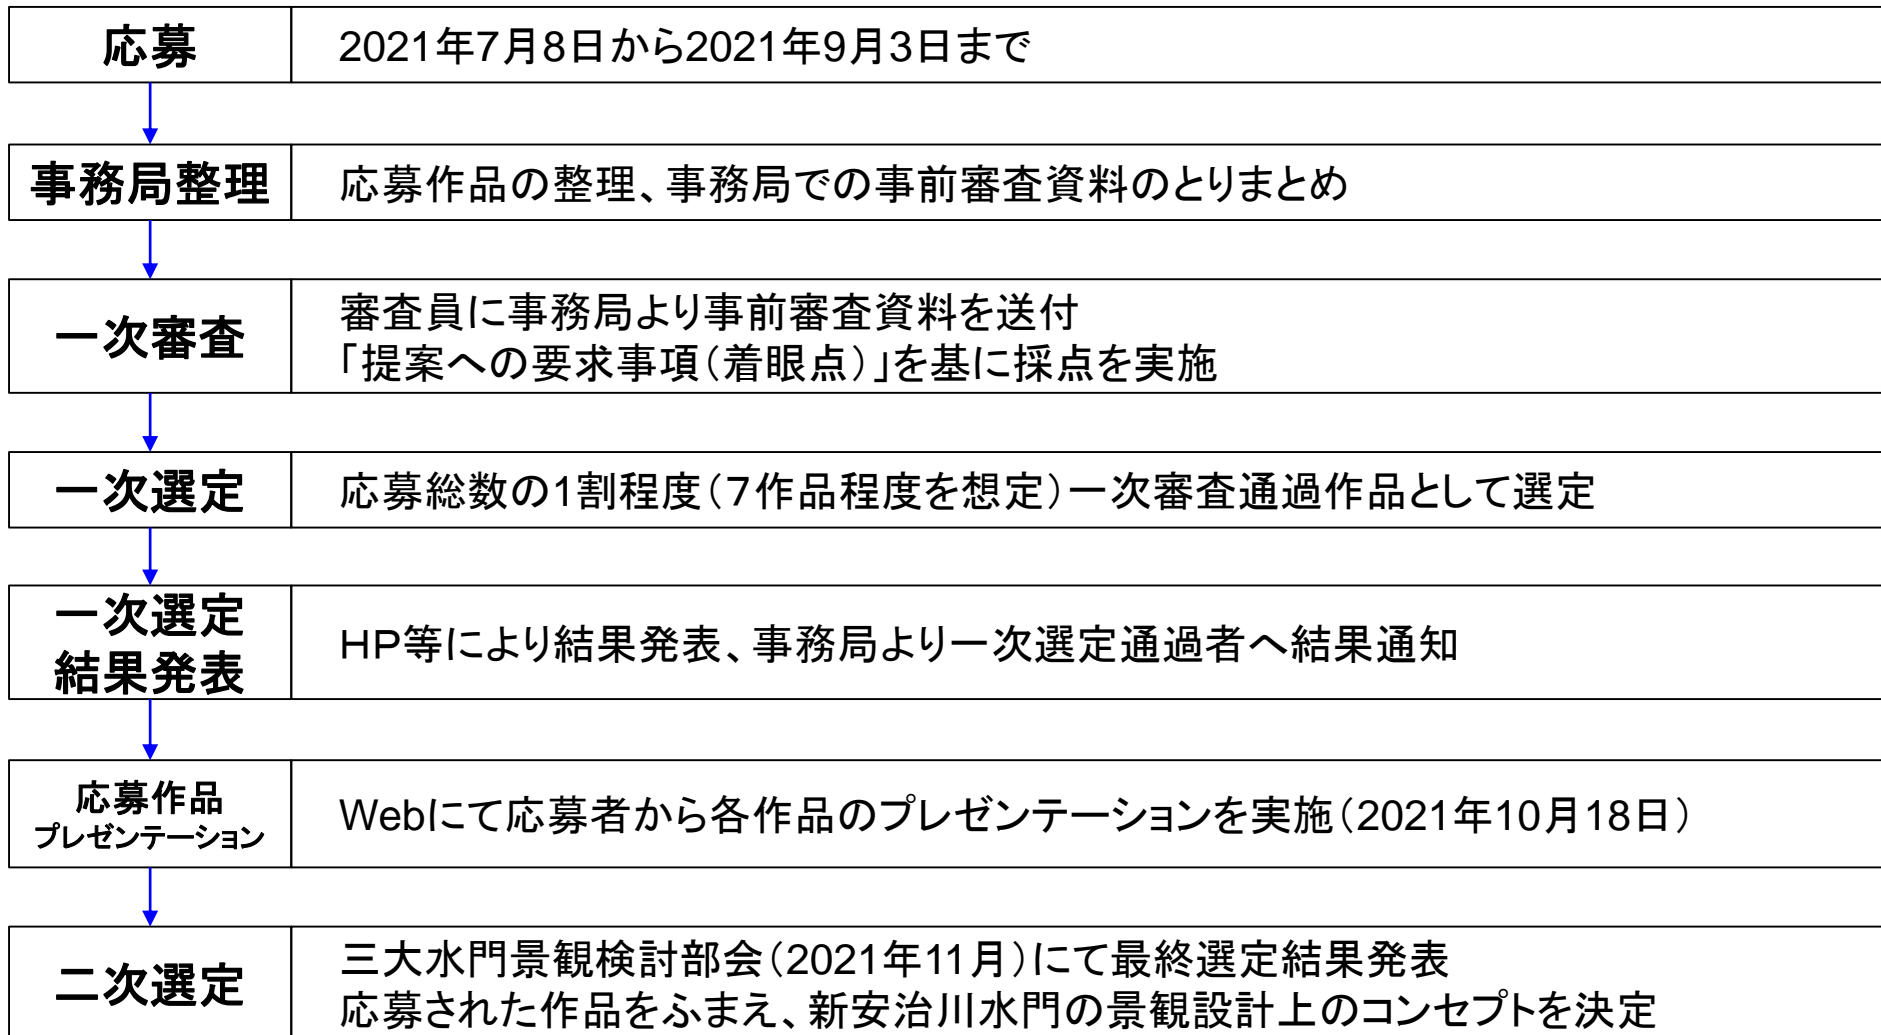 応募
2021年7月8日から2021年9月3日まで
事務局整理
応募作品の整理、事務局での事前審査資料のとりまとめ
一次審査
審査員に事務局より事前審査資料を送付
「提案への要求事項（着眼点）」を基に採点を実施
一次選定
応募総数の1割程度（７作品程度を想定）一次審査通過作品として選定
一次選定
結果発表
HP等により結果発表、事務局より一次選定通過者へ結果通知
応募作品
プレゼンテーション
Webにて応募者から各作品のプレゼンテーションを実施（2021年10月18日）
二次選定
三大水門景観検討部会（2021年11月）にて最終選定結果発表
応募された作品をふまえ、新安治川水門の景観設計上のコンセプトを決定